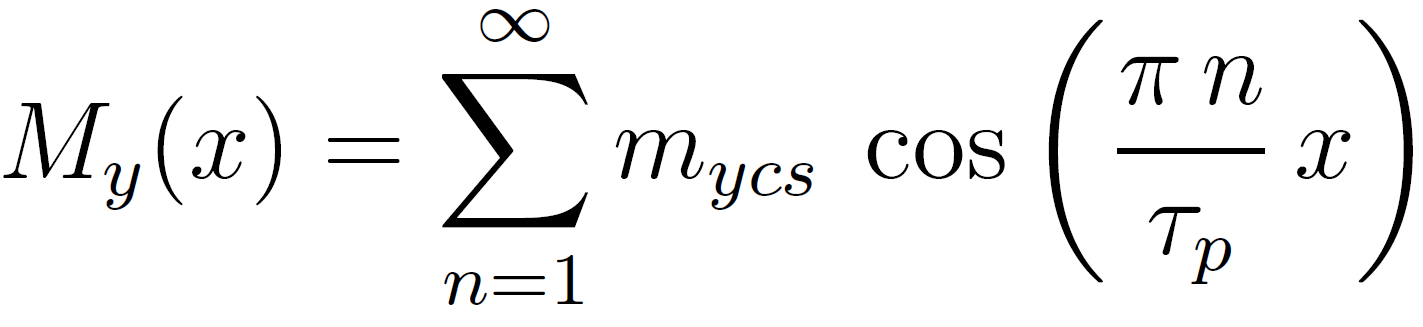 M_y(x) = \sum_{n=1}^{\infty} m_{ycs} \cos\left(\frac{\pi n}{\tau_p} x\right)